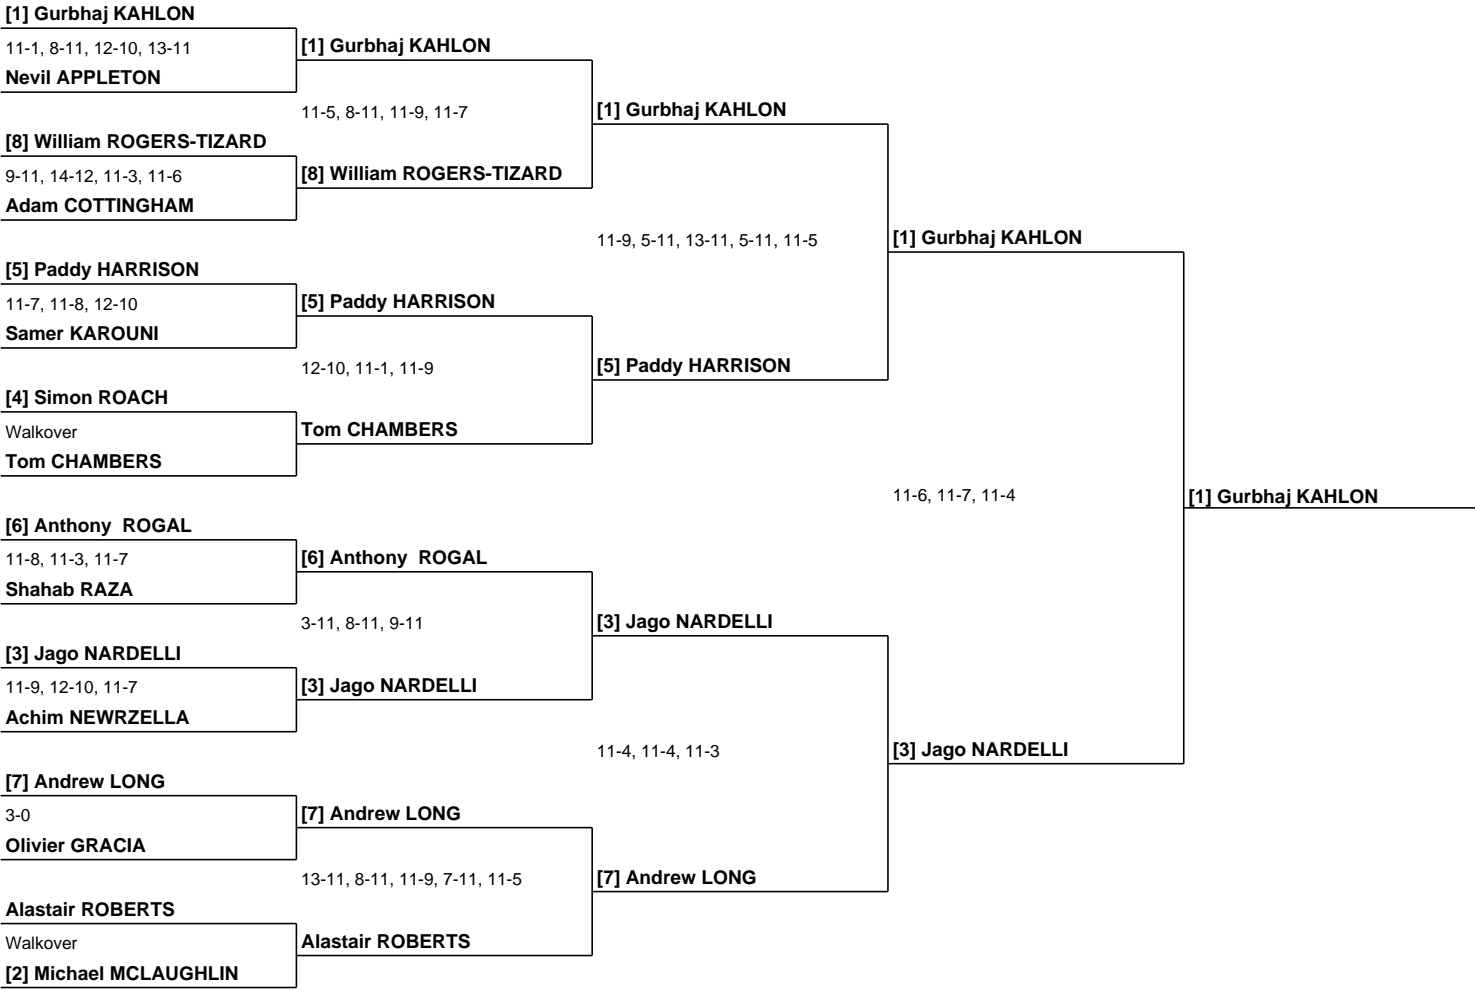 [1] Gurbhaj KAHLON
11-1, 8-11, 12-10, 13-11
[1] Gurbhaj KAHLON
Nevil APPLETON
11-5, 8-11, 11-9, 11-7
[1] Gurbhaj KAHLON
[8] William ROGERS-TIZARD
9-11, 14-12, 11-3, 11-6
[8] William ROGERS-TIZARD
Adam COTTINGHAM
11-9, 5-11, 13-11, 5-11, 11-5
[1] Gurbhaj KAHLON
[5] Paddy HARRISON
11-7, 11-8, 12-10
[5] Paddy HARRISON
Samer KAROUNI
12-10, 11-1, 11-9
[5] Paddy HARRISON
[4] Simon ROACH
Walkover
Tom CHAMBERS
Tom CHAMBERS
11-6, 11-7, 11-4
[1] Gurbhaj KAHLON
[6] Anthony  ROGAL
11-8, 11-3, 11-7
[6] Anthony  ROGAL
Shahab RAZA
3-11, 8-11, 9-11
[3] Jago NARDELLI
[3] Jago NARDELLI
11-9, 12-10, 11-7
[3] Jago NARDELLI
Achim NEWRZELLA
11-4, 11-4, 11-3
[3] Jago NARDELLI
[7] Andrew LONG
3-0
[7] Andrew LONG
Olivier GRACIA
13-11, 8-11, 11-9, 7-11, 11-5
[7] Andrew LONG
Alastair ROBERTS
Walkover
Alastair ROBERTS
[2] Michael MCLAUGHLIN